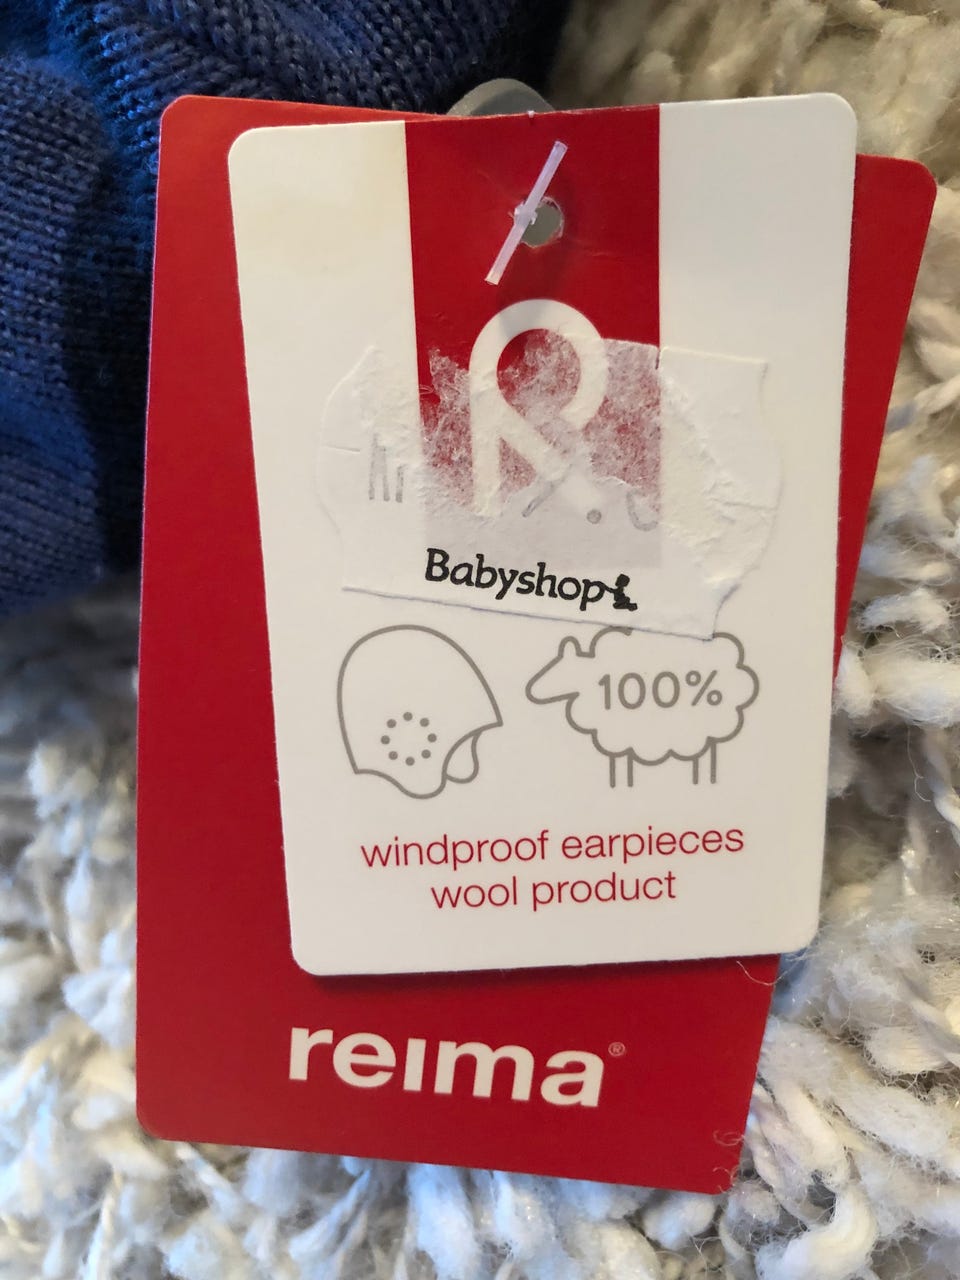 Babyshop
100%
windproof earpieces
wool product
reima®